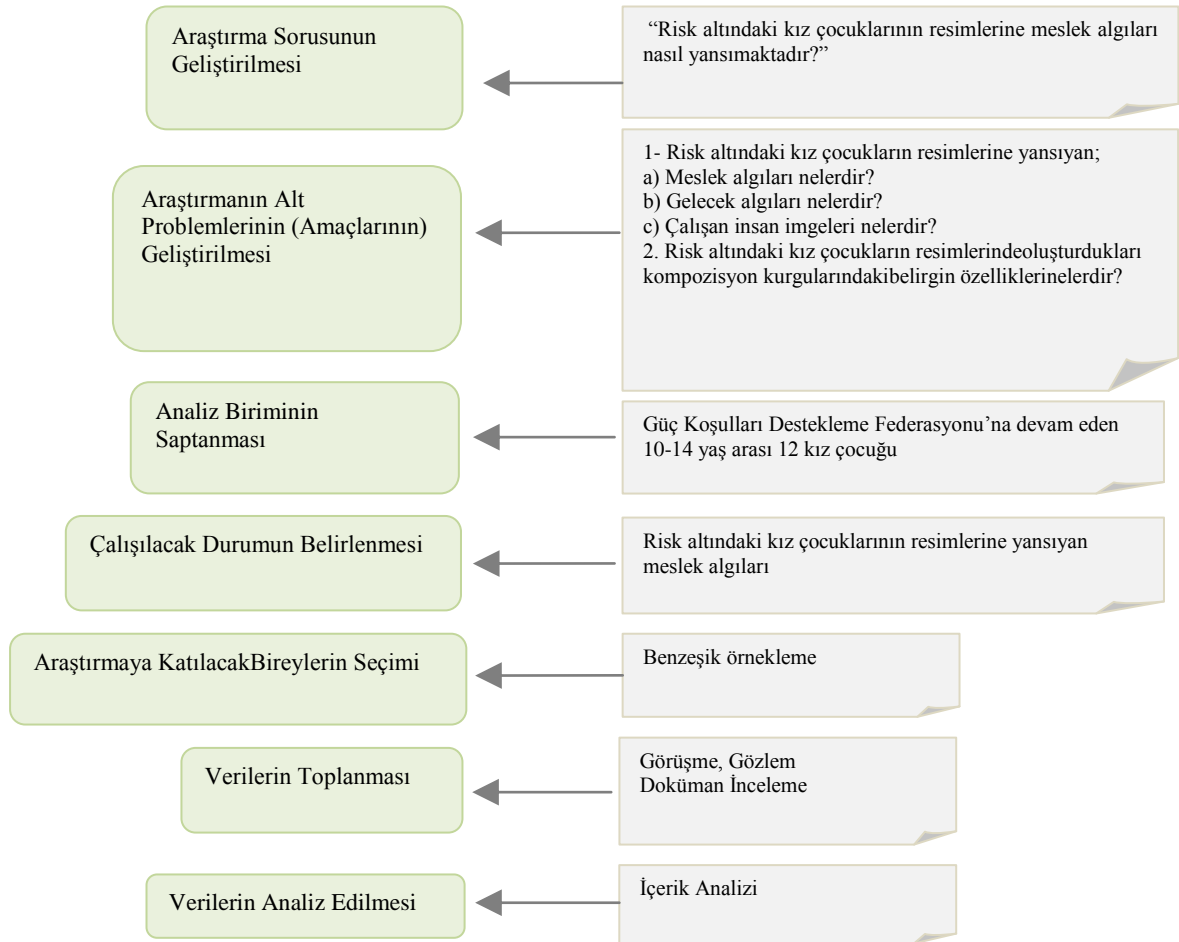 Araştırma Sorusunun
Geliştirilmesi
“Risk altındaki kız çocuklarının resimlerine meslek algıları
nasıl yansımaktadır?”
Araştırmanın Alt
Problemlerinin (Amaçlarının)
Geliştirilmesi
1- Risk altındaki kız çocukların resimlerine yansıyan;
a) Meslek algıları nelerdir?
b) Gelecek algıları nelerdir?
c) Çalışan insan imgeleri nelerdir?
2. Risk altındaki kız çocukların resimlerindeoluşturdukları
kompozisyon kurgularındakibelirgin özelliklerinelerdir?
Analiz Biriminin
Saptanması
Güç Koşulları Destekleme Federasyonu’na devam eden
10-14 yaş arası 12 kız çocuğu
Çalışılacak Durumun Belirlenmesi
Risk altındaki kız çocuklarının resimlerine yansıyan
meslek algıları
Araştırmaya KatılacakBireylerin Seçimi
Benzeşik örnekleme
Verilerin Toplanması
Görüşme, Gözlem
Doküman İnceleme
Verilerin Analiz Edilmesi
İçerik Analizi